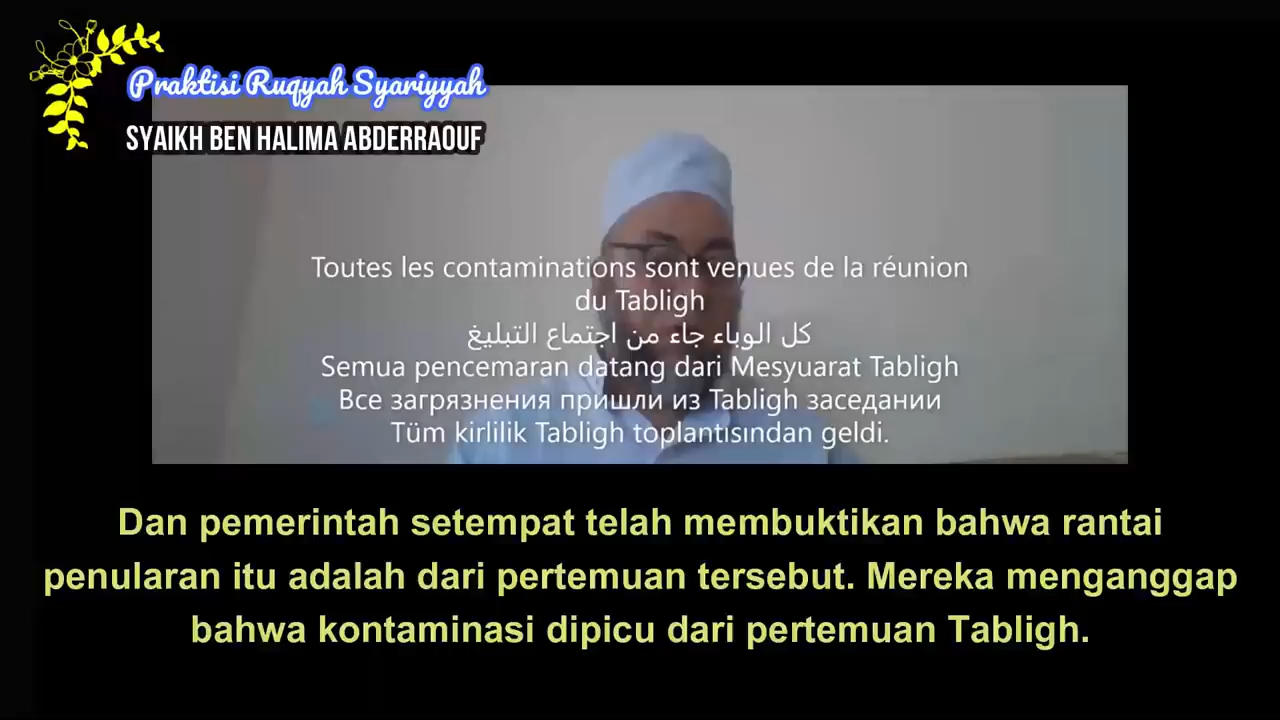 Praktisi Ruqyah Syariyyah
SYAIKH BEN HALIMA ABDERRAOUF
Toutes les contaminations sont venues de la réunion
du Tabligh
كل الوباء جاء من اجتماع التبليغ
Semua pencemaran datang dari Mesyuarat Tabligh
Все загрязнения пришли из Tabligh заседании
Tüm kirlilik Tabligh toplantısından geldi.
Dan pemerintah setempat telah membuktikan bahwa rantai
penularan itu adalah dari pertemuan tersebut. Mereka menganggap
bahwa kontaminasi dipicu dari pertemuan Tabligh.